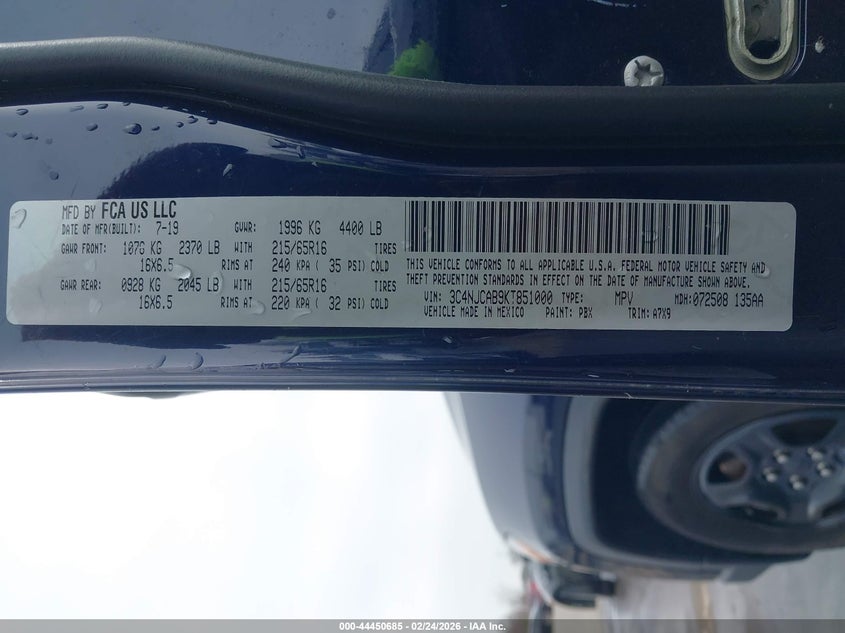 MFD BY FCA US LLC
DATE OF MFR(BUILT): 7-19 GVWR: 1996 KG 4400 LB
GAWR FRONT: 107G KG 2370 LB WITH 215/65R16 TIRES
16X6.5 RIMS AT 240 KPA ( 35 PSI) COLD
GAWR REAR: 0928 KG 2045 LB WITH 215/65R16 TIRES
16X6.5 RIMS AT 220 KPA ( 32 PSI) COLD
THIS VEHICLE CONFORMS TO ALL APPLICABLE U.S.A. FEDERAL MOTOR VEHICLE SAFETY AND
THEFT PREVENTION STANDARDS IN EFFECT ON THE DATE OF MANUFACTURE SHOWN ABOVE.
VIN: 3C4NJCAB9KT851000 TYPE: MPV MDH:072508 135AA
VEHICLE MADE IN MEXICO PAINT: PBX TRIM: A7X9
000-44450685 - 02/24/2026 - IAA Inc.